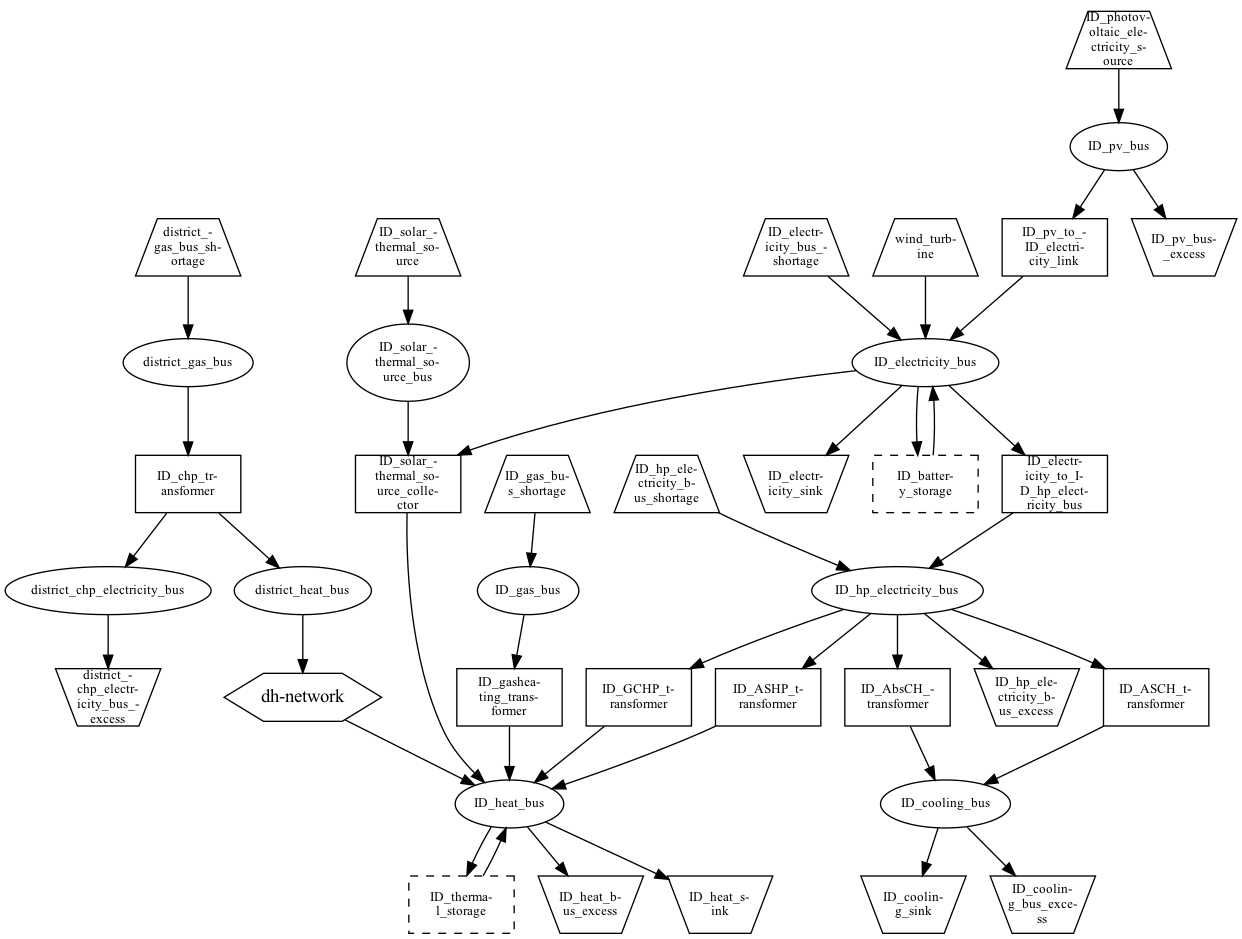 ID_photov-
oltaic_ele-
ctricity_s-
ource
ID_pv_bus
district_-
gas_bus_sh-
ortage
ID_solar_-
thermal_so-
urce
ID_electr-
icity_bus_-
shortage
wind_turb-
ine
ID_pv_to_-
ID_electri-
city_link
ID_pv_bus-
_excess
district_gas_bus
ID_solar_-
thermal_so-
urce_bus
ID_electricity_bus
ID_chp_tr-
ansformer
ID_solar_-
thermal_so-
urce_colle-
ctor
ID_gas_bu-
s_shortage
ID_hp_ele-
ctricity_b-
us_shortage
ID_electr-
icity_sink
ID_batter-
y_storage
ID_electr-
icity_to_I-
D_hp_elect-
ricity_bus
district_chp_electricity_bus
district_heat_bus
ID_gas_bus
ID_hp_electricity_bus
district_-
chp_electr-
icity_bus_-
excess
dh-network
ID_gashea-
ting_trans-
former
ID_GCHP_t-
ransformer
ID_ASHP_t-
ransformer
ID_AbsCH_-
transformer
ID_hp_ele-
ctricity_b-
us_excess
ID_ASCH_t-
ransformer
ID_heat_bus
ID_cooling_bus
ID_therma-
l_storage
ID_heat_b-
us_excess
ID_heat_s-
ink
ID_coolin-
g_sink
ID_coolin-
g_bus_exce-
ss